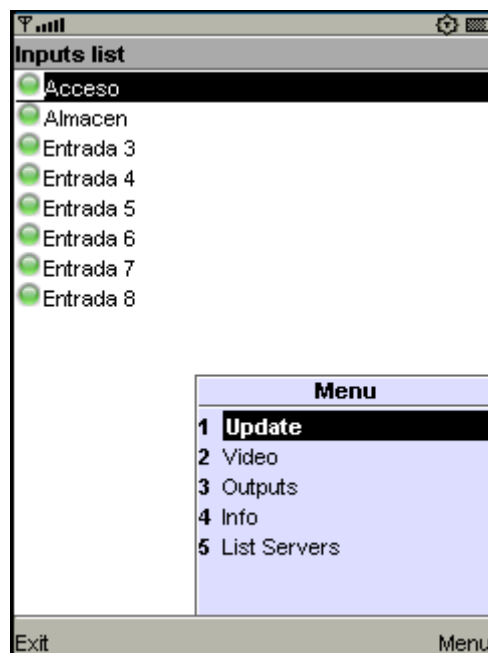 Inputs list
Acceso
Almacen
Entrada 3
Entrada 4
Entrada 5
Entrada 6
Entrada 7
Entrada 8
Menu
1 Update
2 Video
3 Outputs
4 Info
5 List Servers
Exit Menu